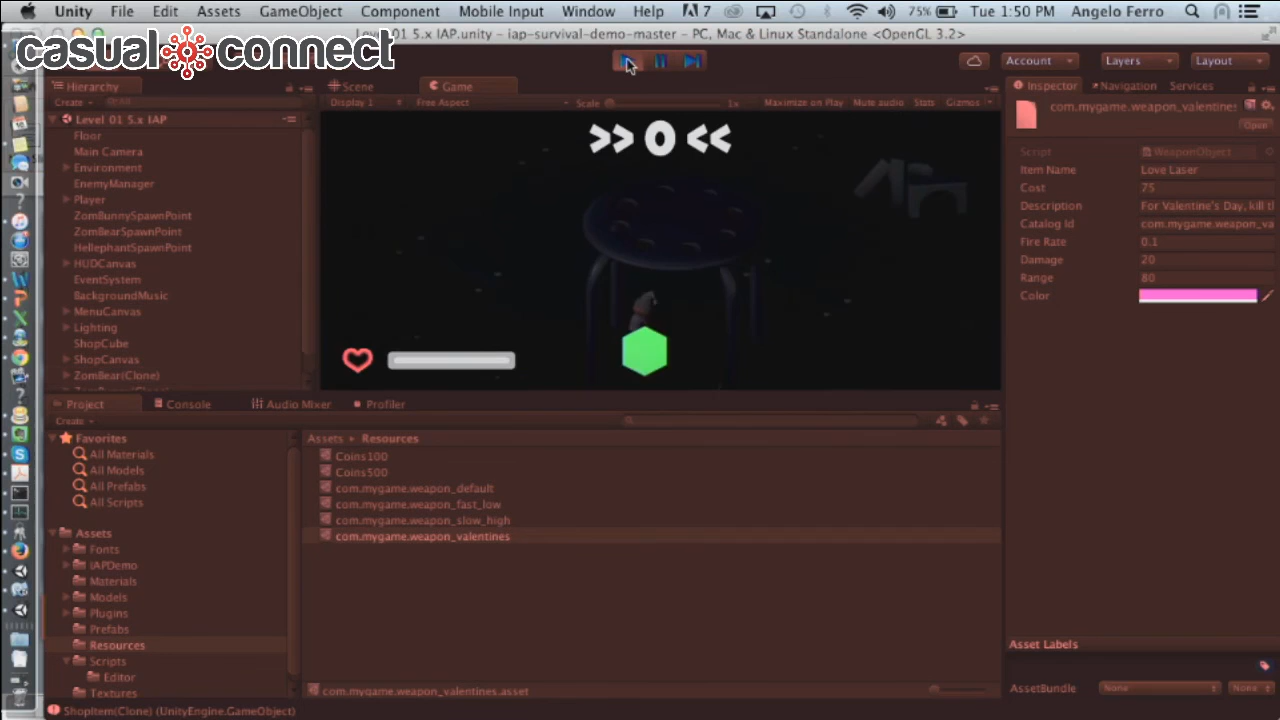 Unity File Edit Assets GameObject Component Mobile Input Window Help 7 75% Tue 1:50 PM Angelo Ferro
Level 01 5.x IAP.unity - iap-survival-demo-master - PC, Mac & Linux Standalone <OpenGL 3.2>
casual connect
Account Layers Layout
Hierarchy Scene Game Inspector Navigation Services
Create All Display 1 Free Aspect Scale 1x Maximize on Play Mute audio Stats Gizmos
com.mygame.weapon_valentines
Open
Level 01 5.x IAP
Floor
Main Camera
Environment
EnemyManager
Player
ZomBunnySpawnPoint
ZomBearSpawnPoint
HellephantSpawnPoint
HUDCanvas
EventSystem
BackgroundMusic
MenuCanvas
Lighting
ShopCube
ShopCanvas
ZomBear(Clone)
>> 0 <<
Script WeaponObject
Item Name Love Laser
Cost 25
Description For Valentine's Day, kill t
Catalog Id com.mygame.weapon_va
Fire Rate 0.1
Damage 20
Range 80
Color
Project Console Audio Mixer Profiler
Create
Favorites
All Materials
All Models
All Prefabs
All Scripts
Assets
Fonts
IAPDemo
Materials
Models
Plugins
Prefabs
Resources
Scripts
Editor
Textures
Assets Resources
Coins100
Coins500
com.mygame.weapon_default
com.mygame.weapon_fast_low
com.mygame.weapon_slow_high
com.mygame.weapon_valentines
com.mygame.weapon_valentines.asset
Asset Labels
AssetBundle None None
ShopItem(Clone) (UnityEngine.GameObject)